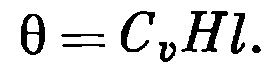 θ = C_v Hl.